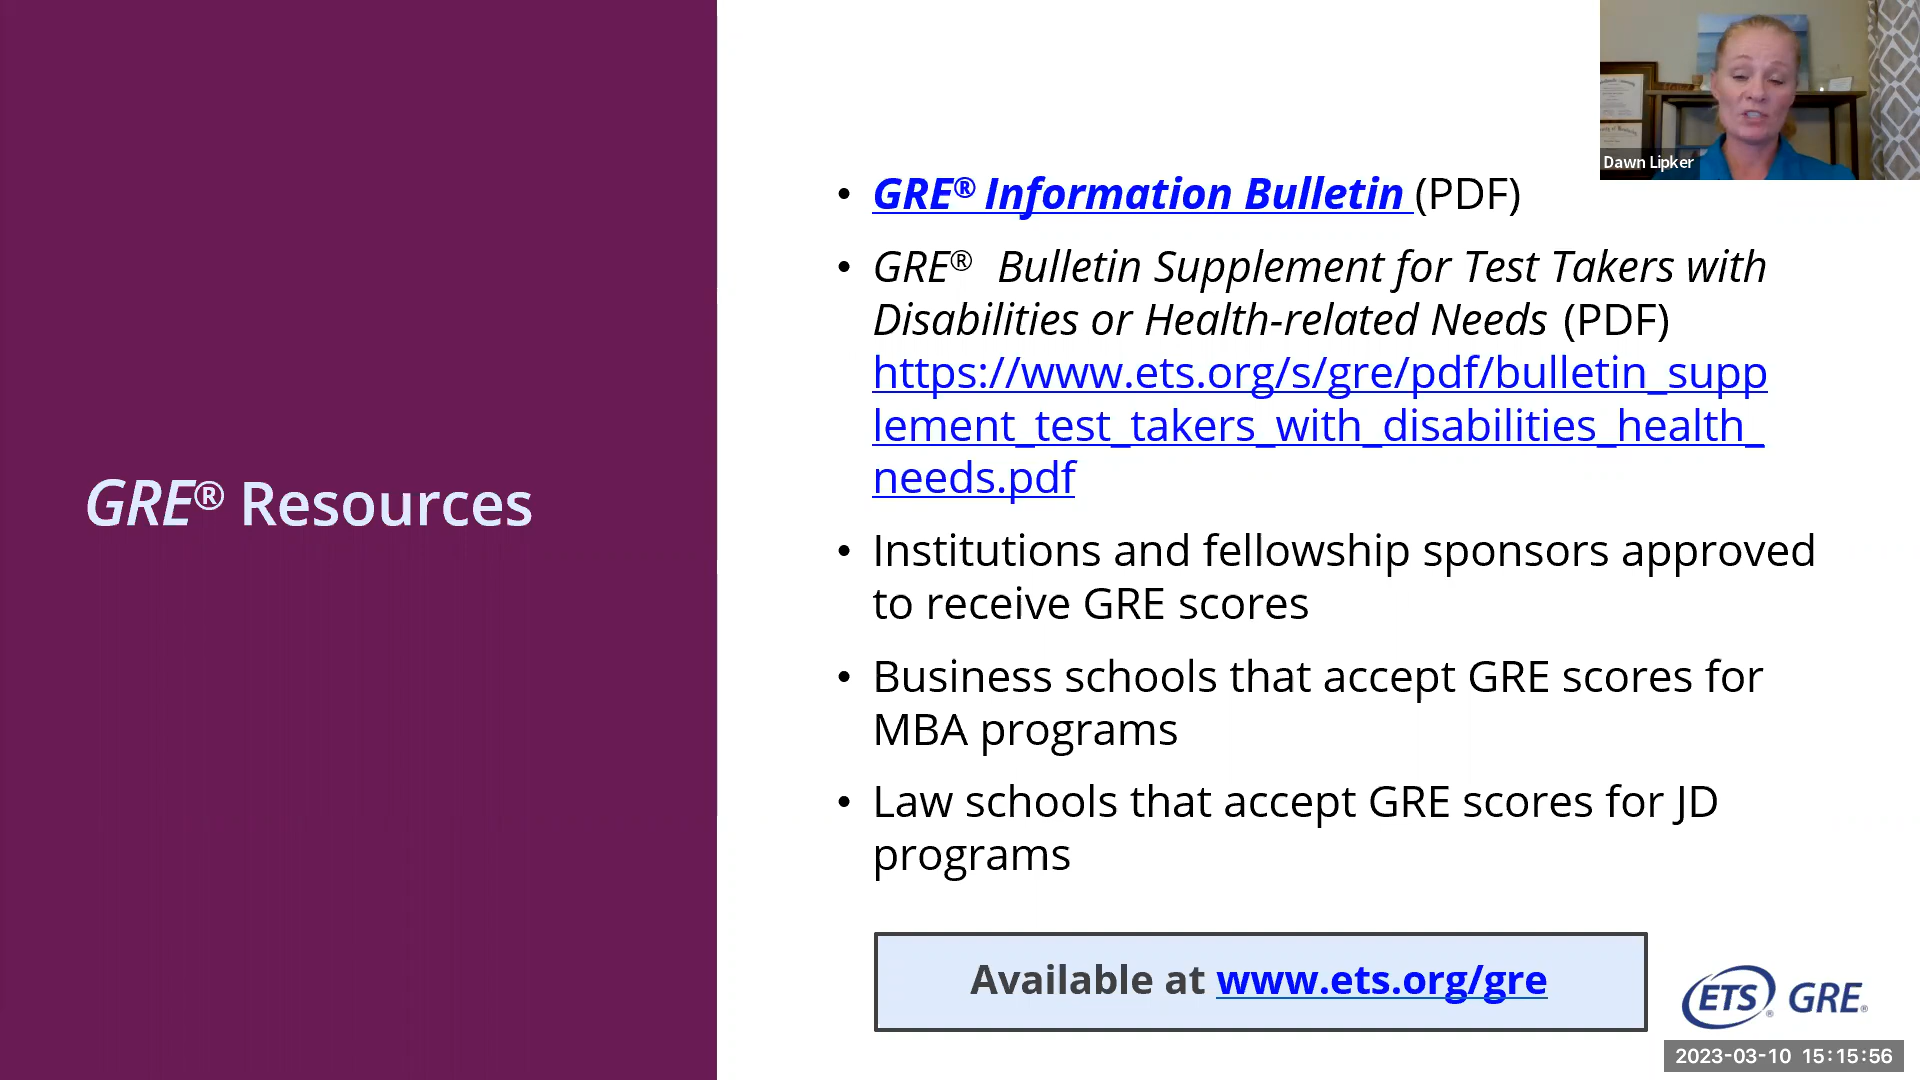 Dawn Lipker
GRE® Resources
• GRE® Information Bulletin (PDF)
• GRE® Bulletin Supplement for Test Takers with
Disabilities or Health-related Needs (PDF)
https://www.ets.org/s/gre/pdf/bulletin_supp
lement_test_takers_with_disabilities_health_
needs.pdf
• Institutions and fellowship sponsors approved
to receive GRE scores
• Business schools that accept GRE scores for
MBA programs
• Law schools that accept GRE scores for JD
programs
Available at www.ets.org/gre
ETS® GRE®
2023-03-10 15:15:56